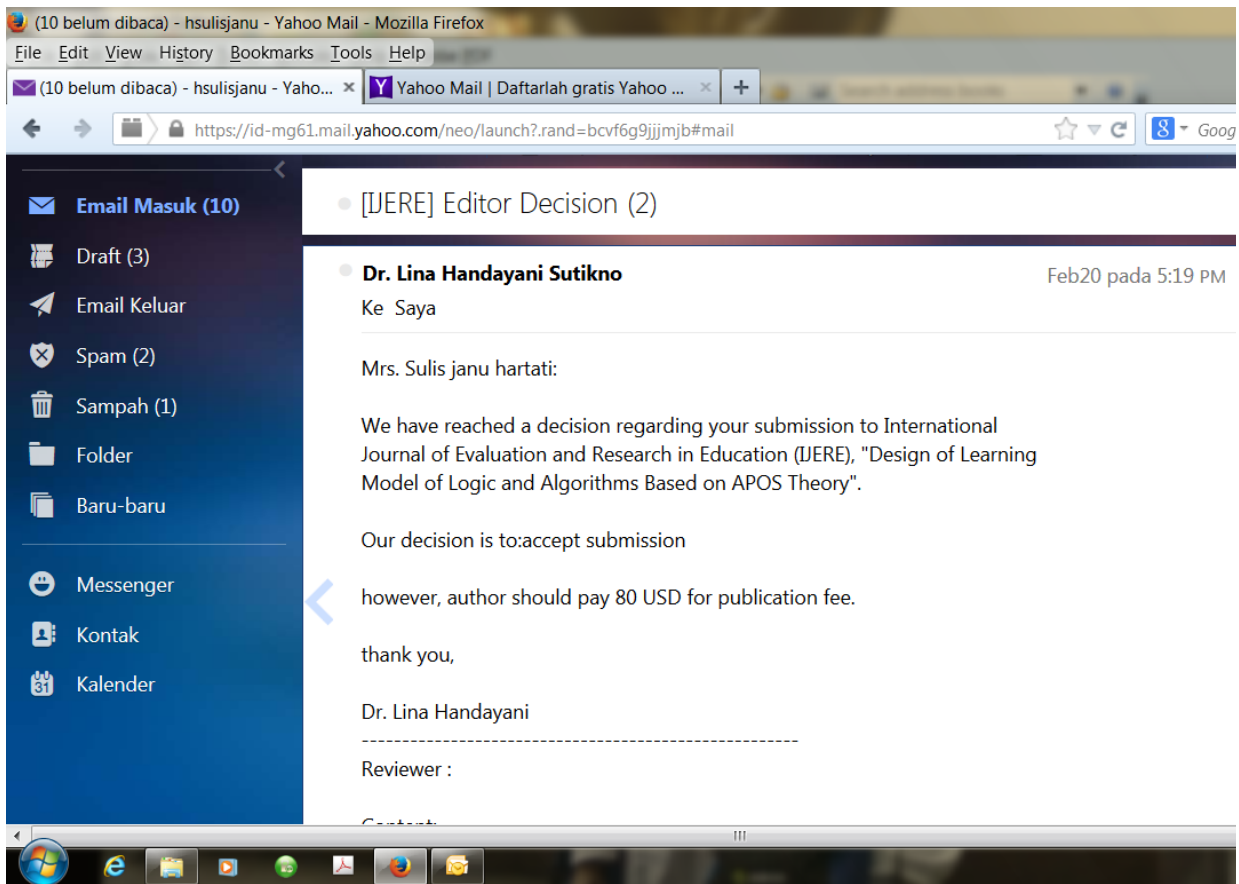 (10 belum dibaca) - hsulisjanu - Yahoo Mail - Mozilla Firefox
File Edit View History Bookmarks Tools Help
(10 belum dibaca) - hsulisjanu - Yaho... × Yahoo Mail | Daftarlah gratis Yahoo ... × +
https://id-mg61.mail.yahoo.com/neo/launch?.rand=bcvf6g9jjjmjb#mail 8 Goog
Email Masuk (10)
Draft (3)
Email Keluar
Spam (2)
Sampah (1)
Folder
Baru-baru
Messenger
Kontak
31 Kalender
[IJERE] Editor Decision (2)
Dr. Lina Handayani Sutikno Feb20 pada 5:19 PM
Ke Saya
Mrs. Sulis janu hartati:
We have reached a decision regarding your submission to International
Journal of Evaluation and Research in Education (IJERE), "Design of Learning
Model of Logic and Algorithms Based on APOS Theory".
Our decision is to:accept submission
however, author should pay 80 USD for publication fee.
thank you,
Dr. Lina Handayani
------------------------------------------------------
Reviewer :